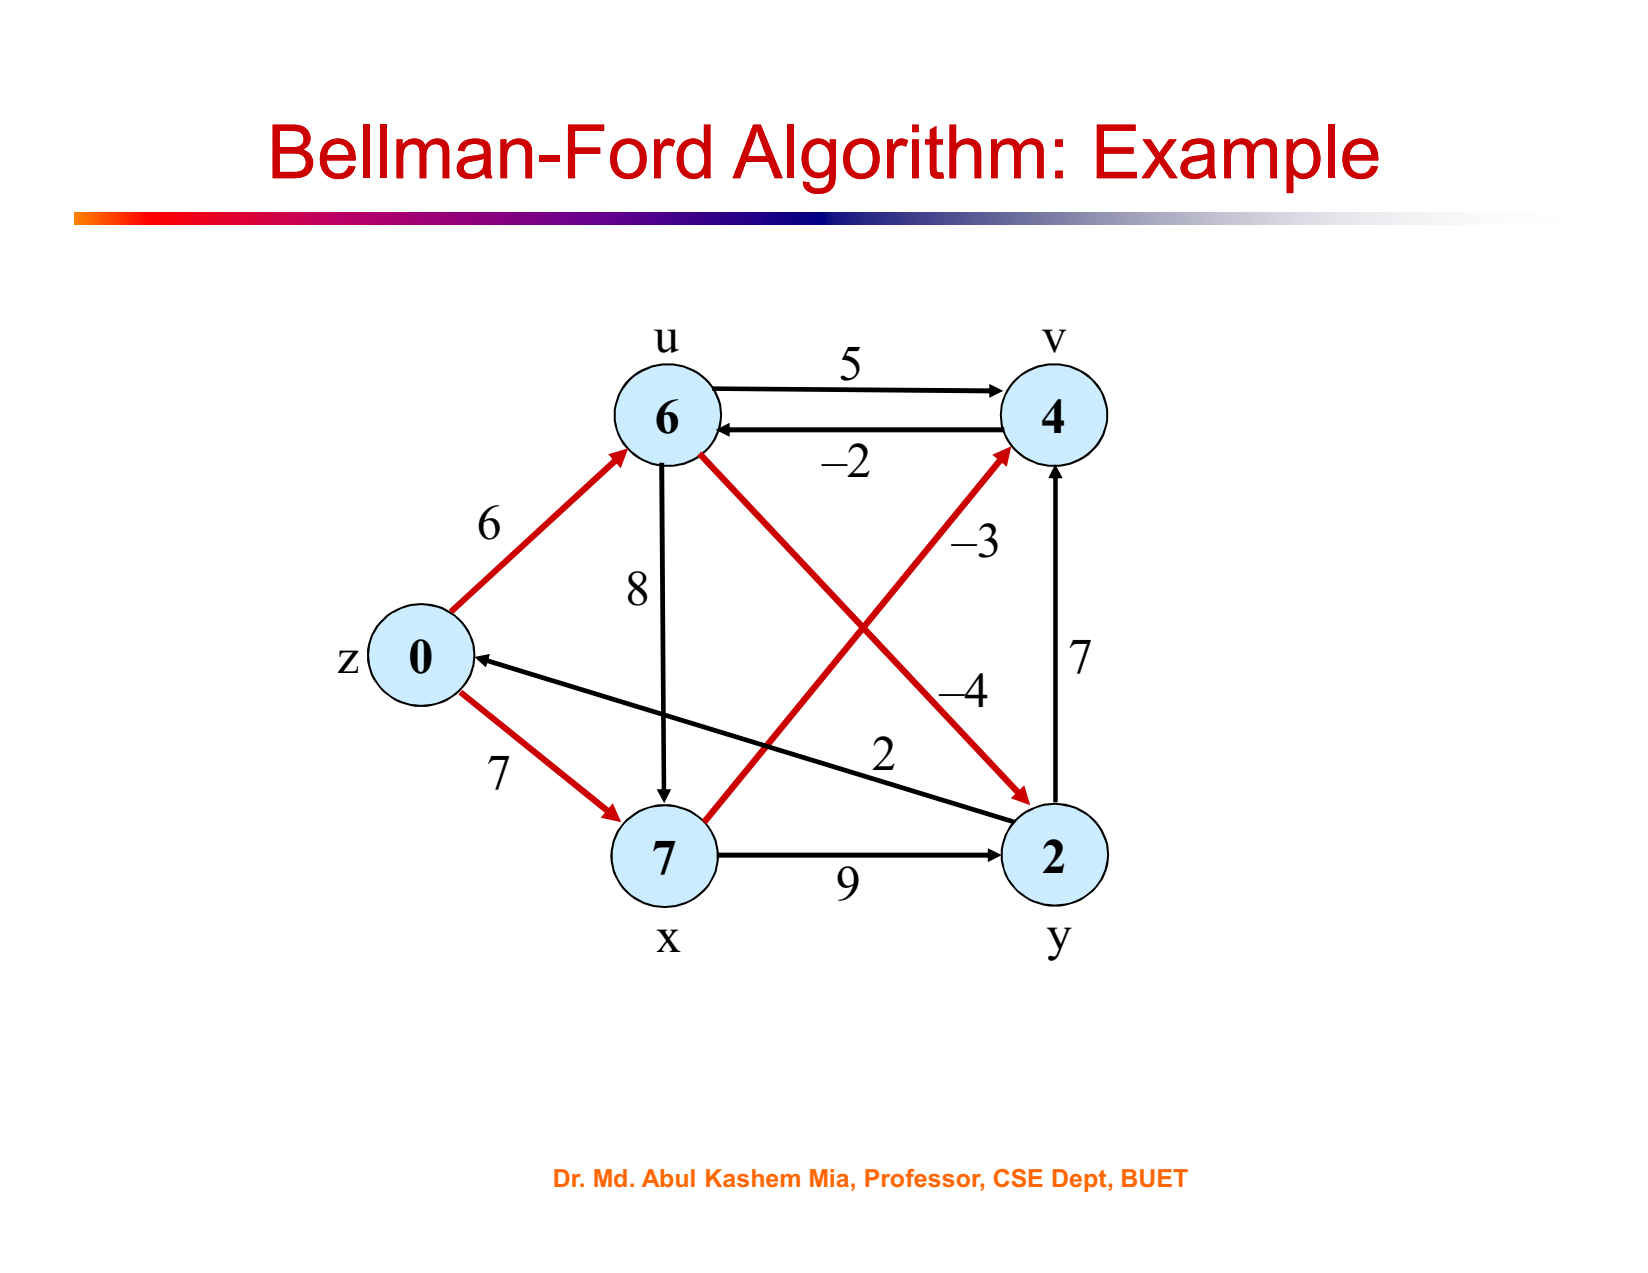 Bellman-Ford Algorithm: Example
u
v
5
6
4
–2
6
–3
8
z
0
7
–4
2
7
7
2
9
x
y
Dr. Md. Abul Kashem Mia, Professor, CSE Dept, BUET